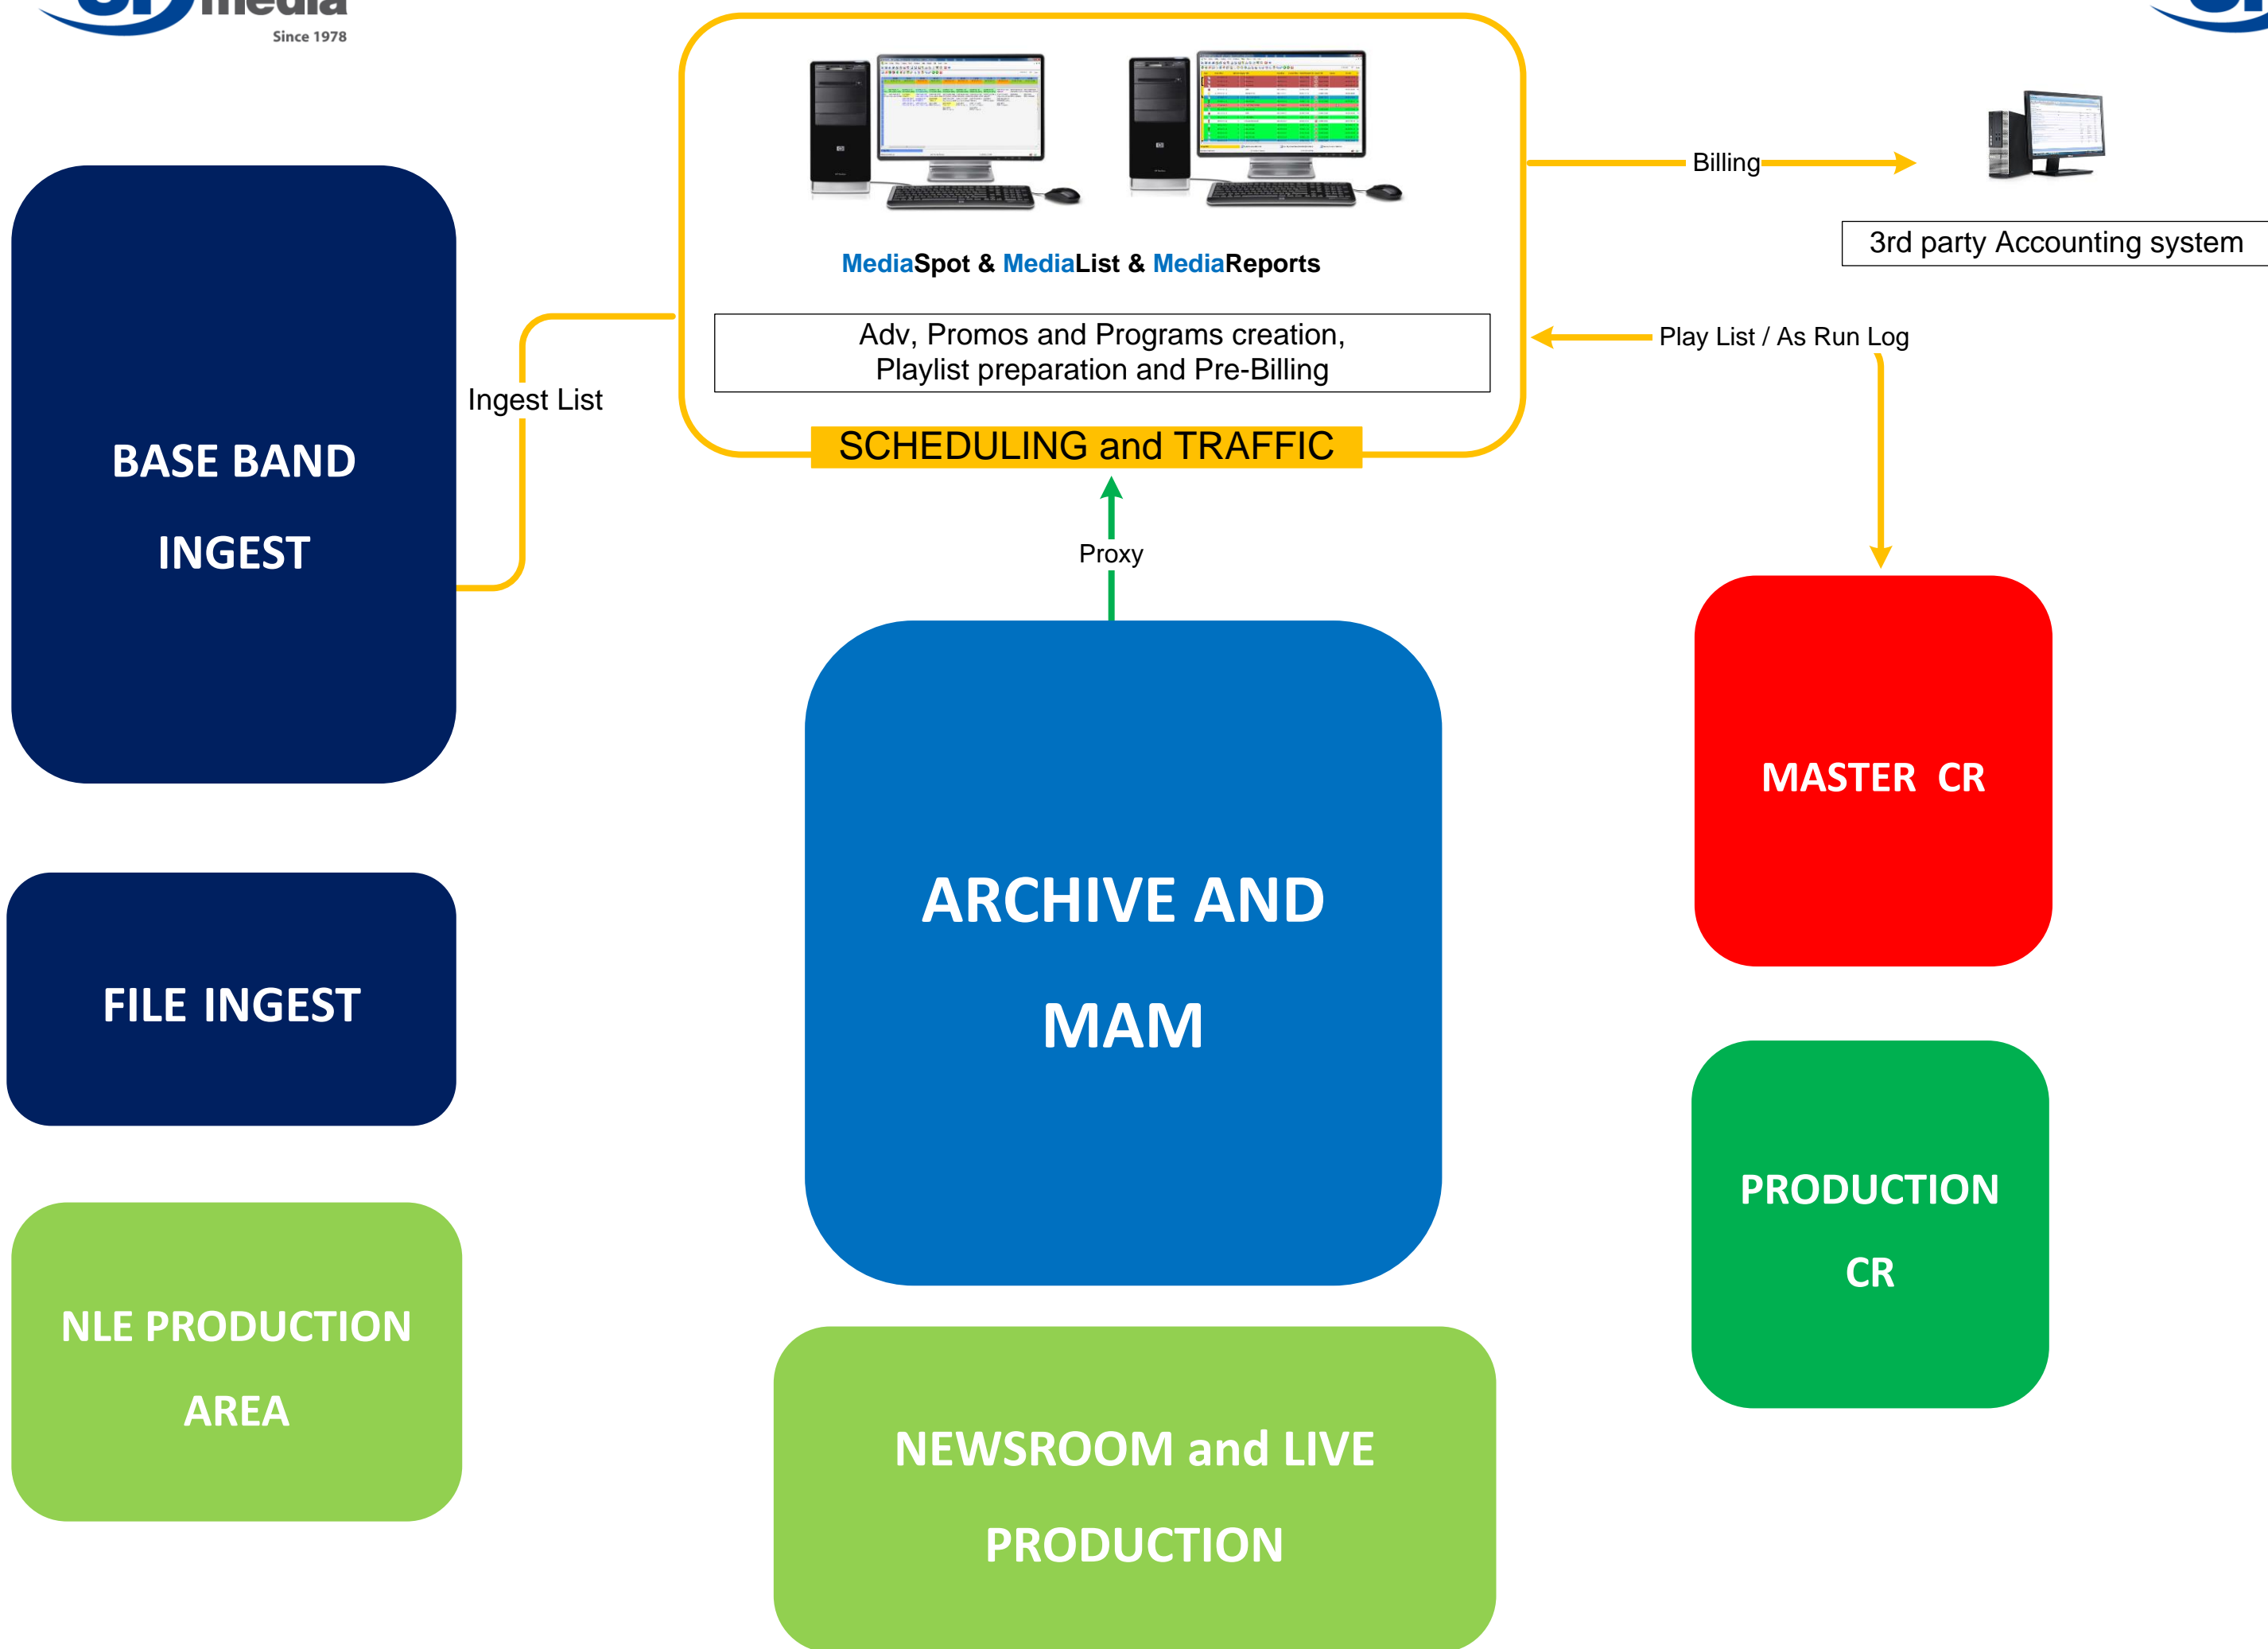 media
Since 1978
Billing
3rd party Accounting system
MediaSpot & MediaList & MediaReports
Adv, Promos and Programs creation,
Playlist preparation and Pre-Billing
Play List / As Run Log
Ingest List
SCHEDULING and TRAFFIC
BASE BAND
INGEST
Proxy
MASTER CR
ARCHIVE AND
MAM
FILE INGEST
PRODUCTION
CR
NLE PRODUCTION
AREA
NEWSROOM and LIVE
PRODUCTION